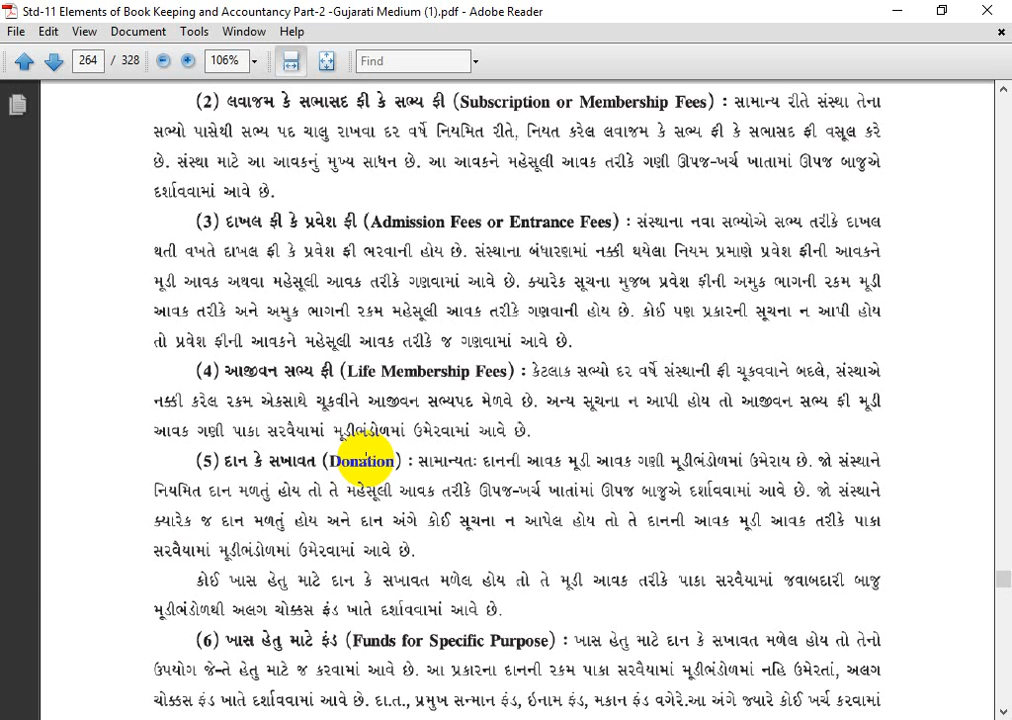 Std-11 Elements of Book Keeping and Accountancy Part-2 -Gujarati Medium (1).pdf - Adobe Reader
File Edit View Document Tools Window Help
264 / 328 106% Find
(2) લવાજમ કે સભાસદ ફી કે સભ્ય ફી (Subscription or Membership Fees) : સામાન્ય રીતે સંસ્થા તેના
સભ્યો પાસેથી સભ્ય પદ ચાલુ રાખવા દર વર્ષે નિયમિત રીતે, નિયત કરેલ લવાજમ કે સભ્ય ફી કે સભાસદ ફી વસૂલ કરે
છે. સંસ્થા માટે આ આવકનું મુખ્ય સાધન છે. આ આવકને મહેસૂલી આવક તરીકે ગણી ઊપજ-ખર્ચ ખાતામાં ઊપજ બાજુએ
દર્શાવવામાં આવે છે.
(3) દાખલ ફી કે પ્રવેશ ફી (Admission Fees or Entrance Fees) : સંસ્થાના નવા સભ્યોએ સભ્ય તરીકે દાખલ
થતી વખતે દાખલ ફી કે પ્રવેશ ફી ભરવાની હોય છે. સંસ્થાના બંધારણમાં નક્કી થયેલા નિયમ પ્રમાણે પ્રવેશ ફીની આવકને
મૂડી આવક અથવા મહેસૂલી આવક તરીકે ગણવામાં આવે છે. ક્યારેક સૂચના મુજબ પ્રવેશ ફીની અમુક ભાગની રકમ મૂડી
આવક તરીકે અને અમુક ભાગની રકમ મહેસૂલી આવક તરીકે ગણવાની હોય છે. કોઈ પણ પ્રકારની સૂચના ન આપી હોય
તો પ્રવેશ ફીની આવકને મહેસૂલી આવક તરીકે જ ગણવામાં આવે છે.
(4) આજીવન સભ્ય ફી (Life Membership Fees) : કેટલાક સભ્યો દર વર્ષે સંસ્થાની ફી ચૂકવવાને બદલે, સંસ્થાએ
નક્કી કરેલ રકમ એકસાથે ચૂકવીને આજીવન સભ્યપદ મેળવે છે. અન્ય સૂચના ન આપી હોય તો આજીવન સભ્ય ફી મૂડી
આવક ગણી પાકા સરવૈયામાં મૂડીભંડોળમાં ઉમેરવામાં આવે છે.
(5) દાન કે સખાવત (Donation) : સામાન્યતઃ દાનની આવક મૂડી આવક ગણી મૂડીભંડોળમાં ઉમેરાય છે. જો સંસ્થાને
નિયમિત દાન મળતું હોય તો તે મહેસૂલી આવક તરીકે ઊપજ-ખર્ચ ખાતાંમાં ઊપજ બાજુએ દર્શાવવામાં આવે છે. જો સંસ્થાને
ક્યારેક જ દાન મળતું હોય અને દાન અંગે કોઈ સૂચના ન આપેલ હોય તો તે દાનની આવક મૂડી આવક તરીકે પાકા
સરવૈયામાં મૂડીભંડોળમાં ઉમેરવામાં આવે છે.
કોઈ ખાસ હેતુ માટે દાન કે સખાવત મળેલ હોય તો તે મૂડી આવક તરીકે પાકા સરવૈયામાં જવાબદારી બાજુ
મૂડીભંડોળથી અલગ ચોક્કસ ફંડ ખાતે દર્શાવવામાં આવે છે.
(6) ખાસ હેતુ માટે ફંડ (Funds for Specific Purpose) : ખાસ હેતુ માટે દાન કે સખાવત મળેલ હોય તો તેનો
ઉપયોગ જે-તે હેતુ માટે જ કરવામાં આવે છે. આ પ્રકારના દાનની રકમ પાકા સરવૈયામાં મૂડીભંડોળમાં નહિ ઉમેરતાં, અલગ
ચોક્કસ ફંડ ખાતે દર્શાવવામાં આવે છે. દા.ત., પ્રમુખ સન્માન ફંડ, ઇનામ ફંડ, મકાન ફંડ વગેરે.આ અંગે જ્યારે કોઈ ખર્ચ કરવામાં